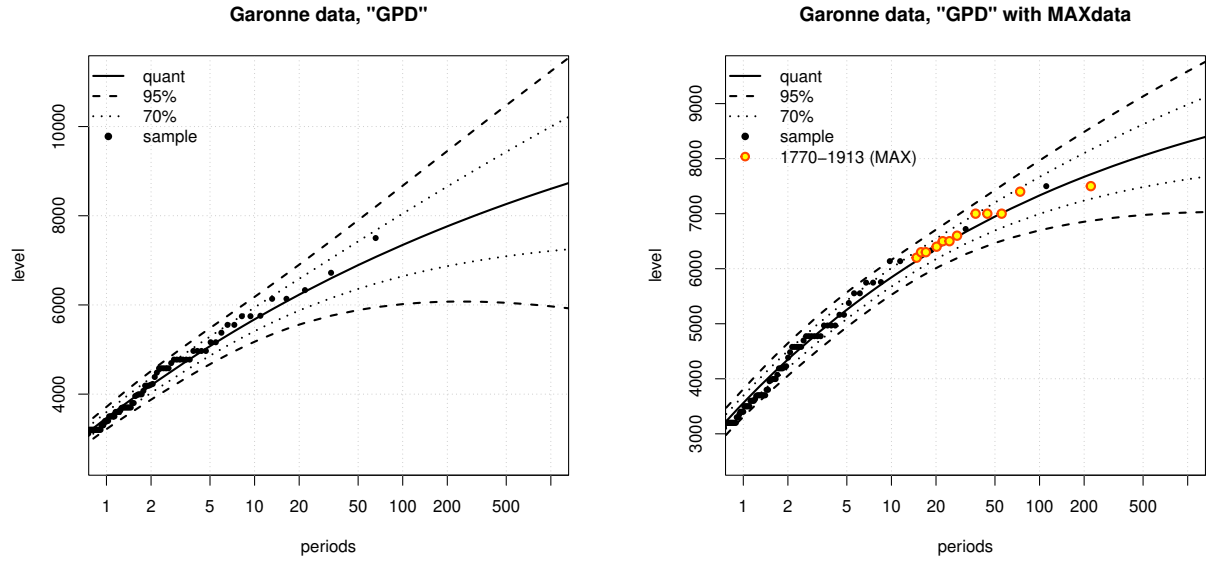 Garonne data, "GPD"
quant
95%
70%
sample
level
4000
6000
8000
10000
1 2 5 10 20 50 100 200 500
periods
Garonne data, "GPD" with MAXdata
quant
95%
70%
sample
1770−1913 (MAX)
level
3000
4000
5000
6000
7000
8000
9000
1 2 5 10 20 50 100 200 500
periods